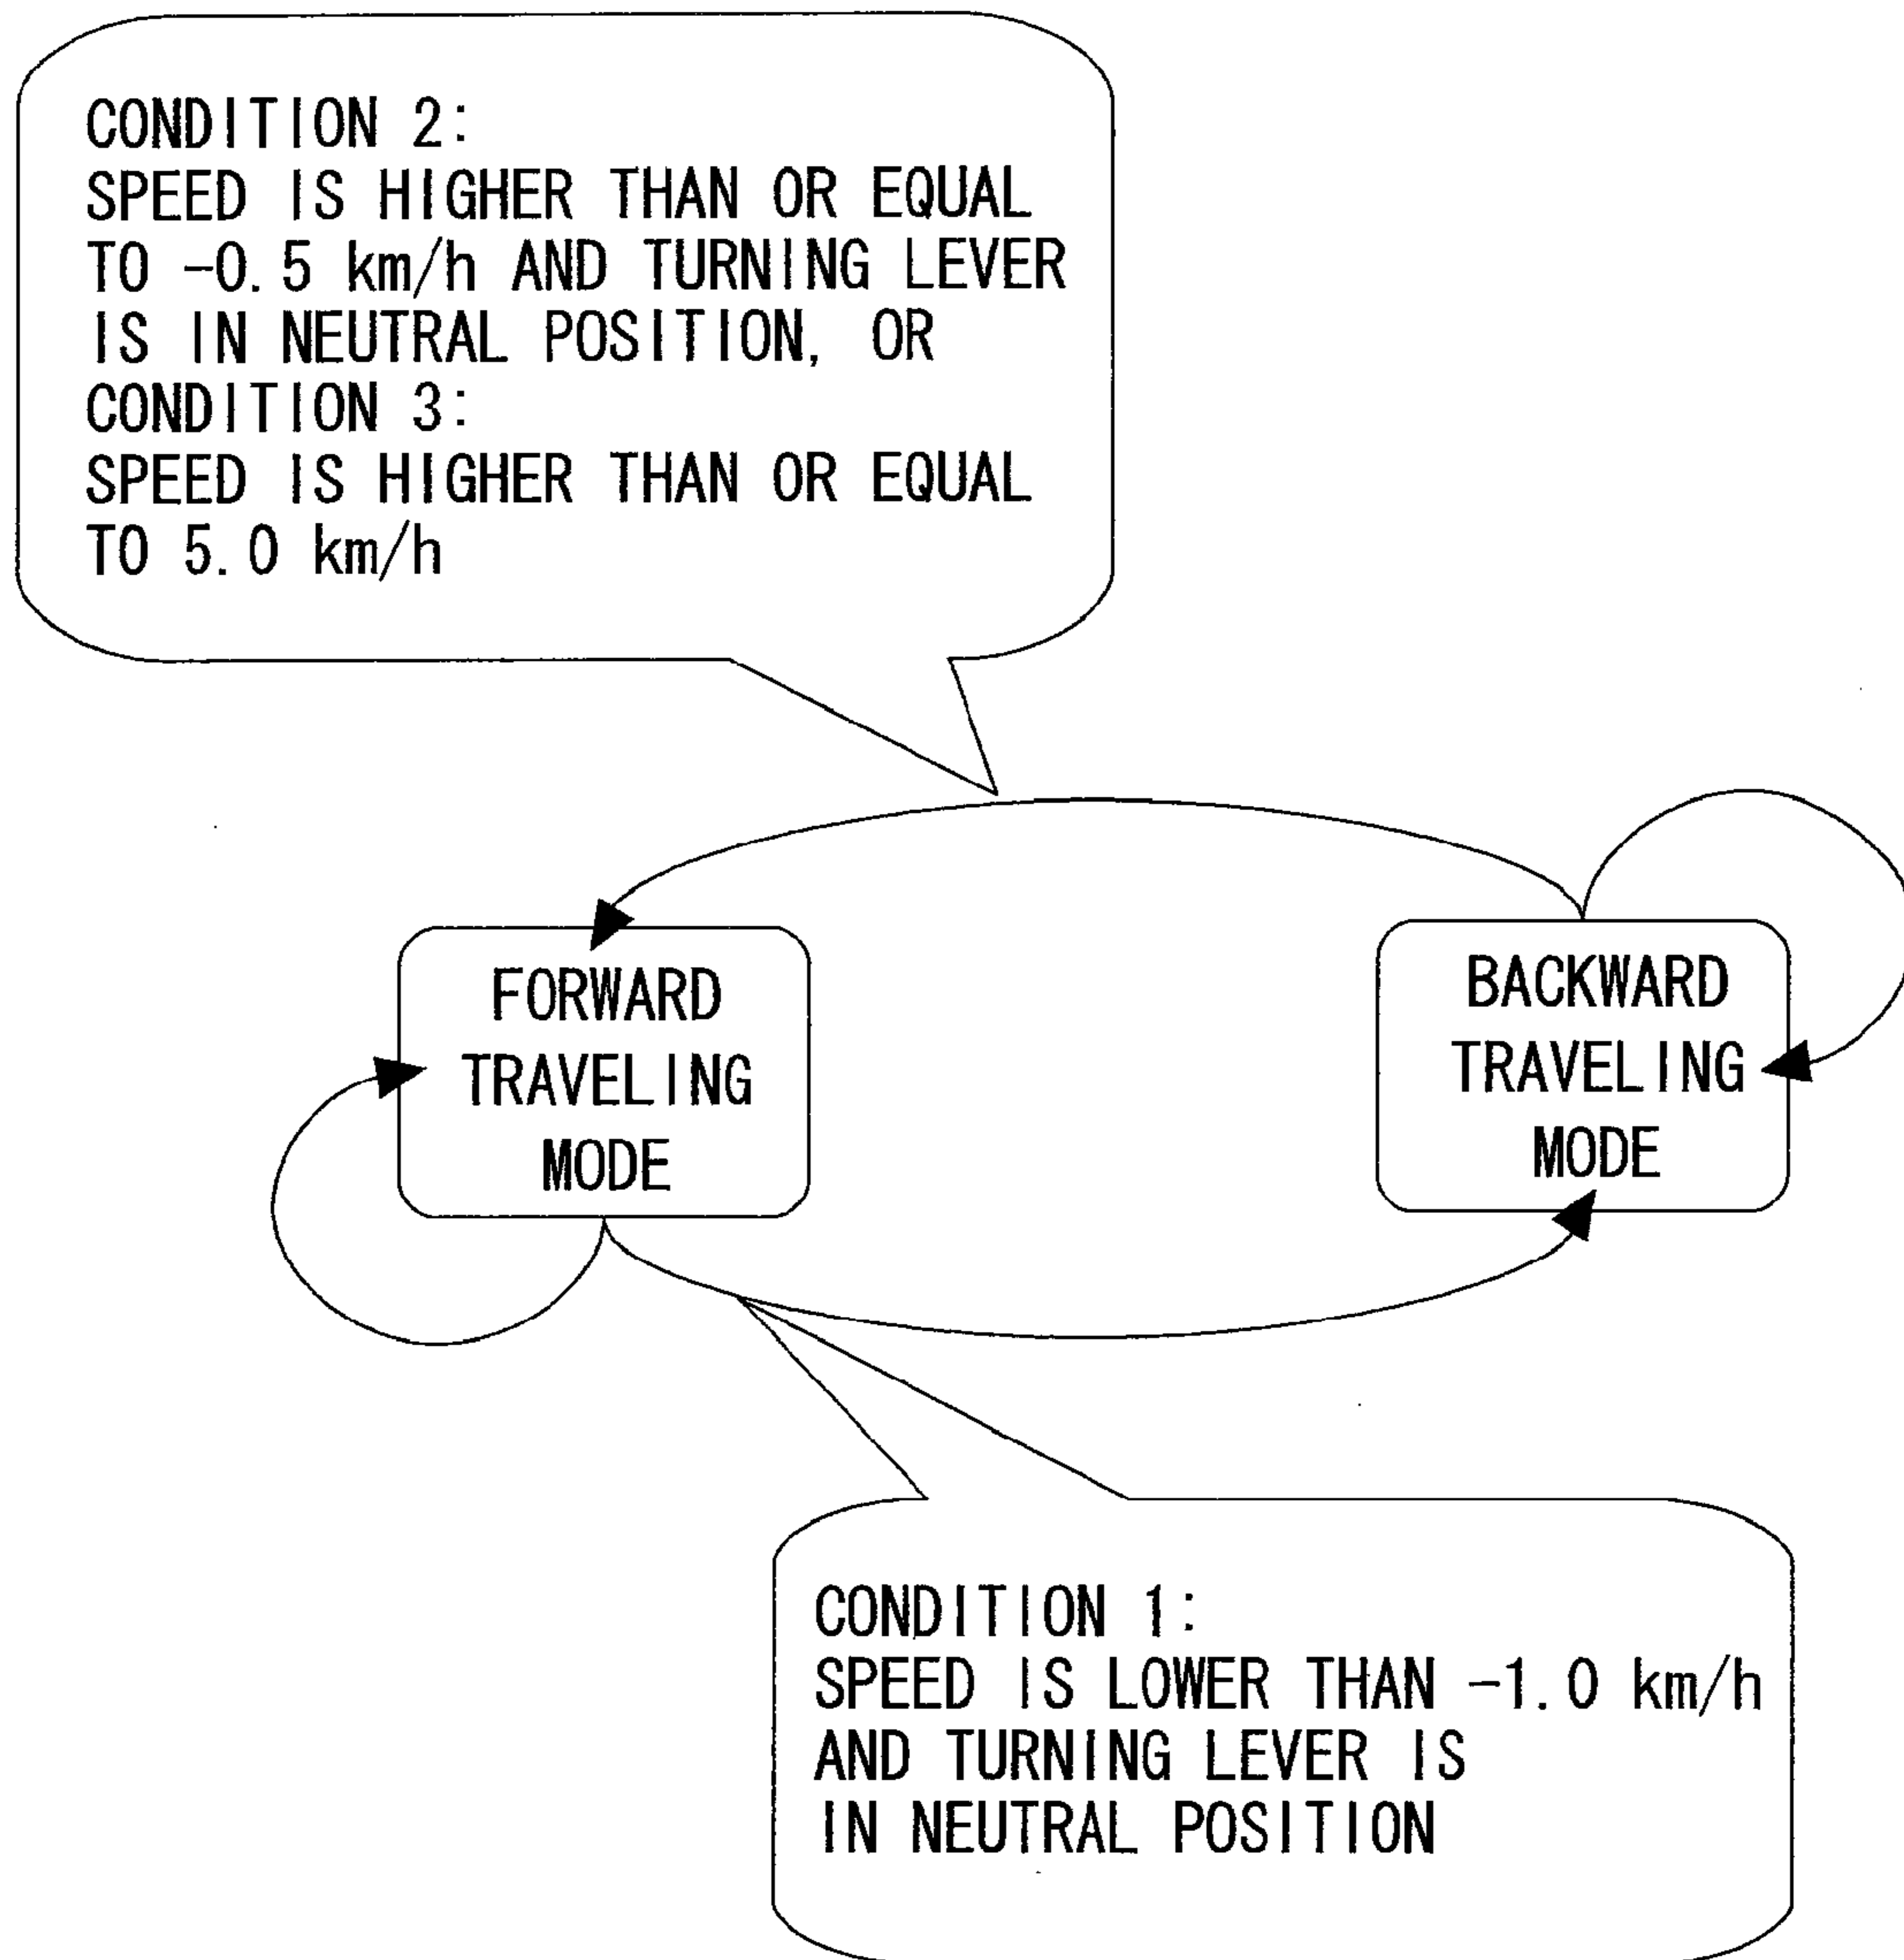 CONDITION 2:
SPEED IS HIGHER THAN OR EQUAL
TO -0.5 km/h AND TURNING LEVER
IS IN NEUTRAL POSITION, OR
CONDITION 3:
SPEED IS HIGHER THAN OR EQUAL
TO 5.0 km/h
FORWARD
TRAVELING
MODE
BACKWARD
TRAVELING
MODE
CONDITION 1:
SPEED IS LOWER THAN -1.0 km/h
AND TURNING LEVER IS
IN NEUTRAL POSITION